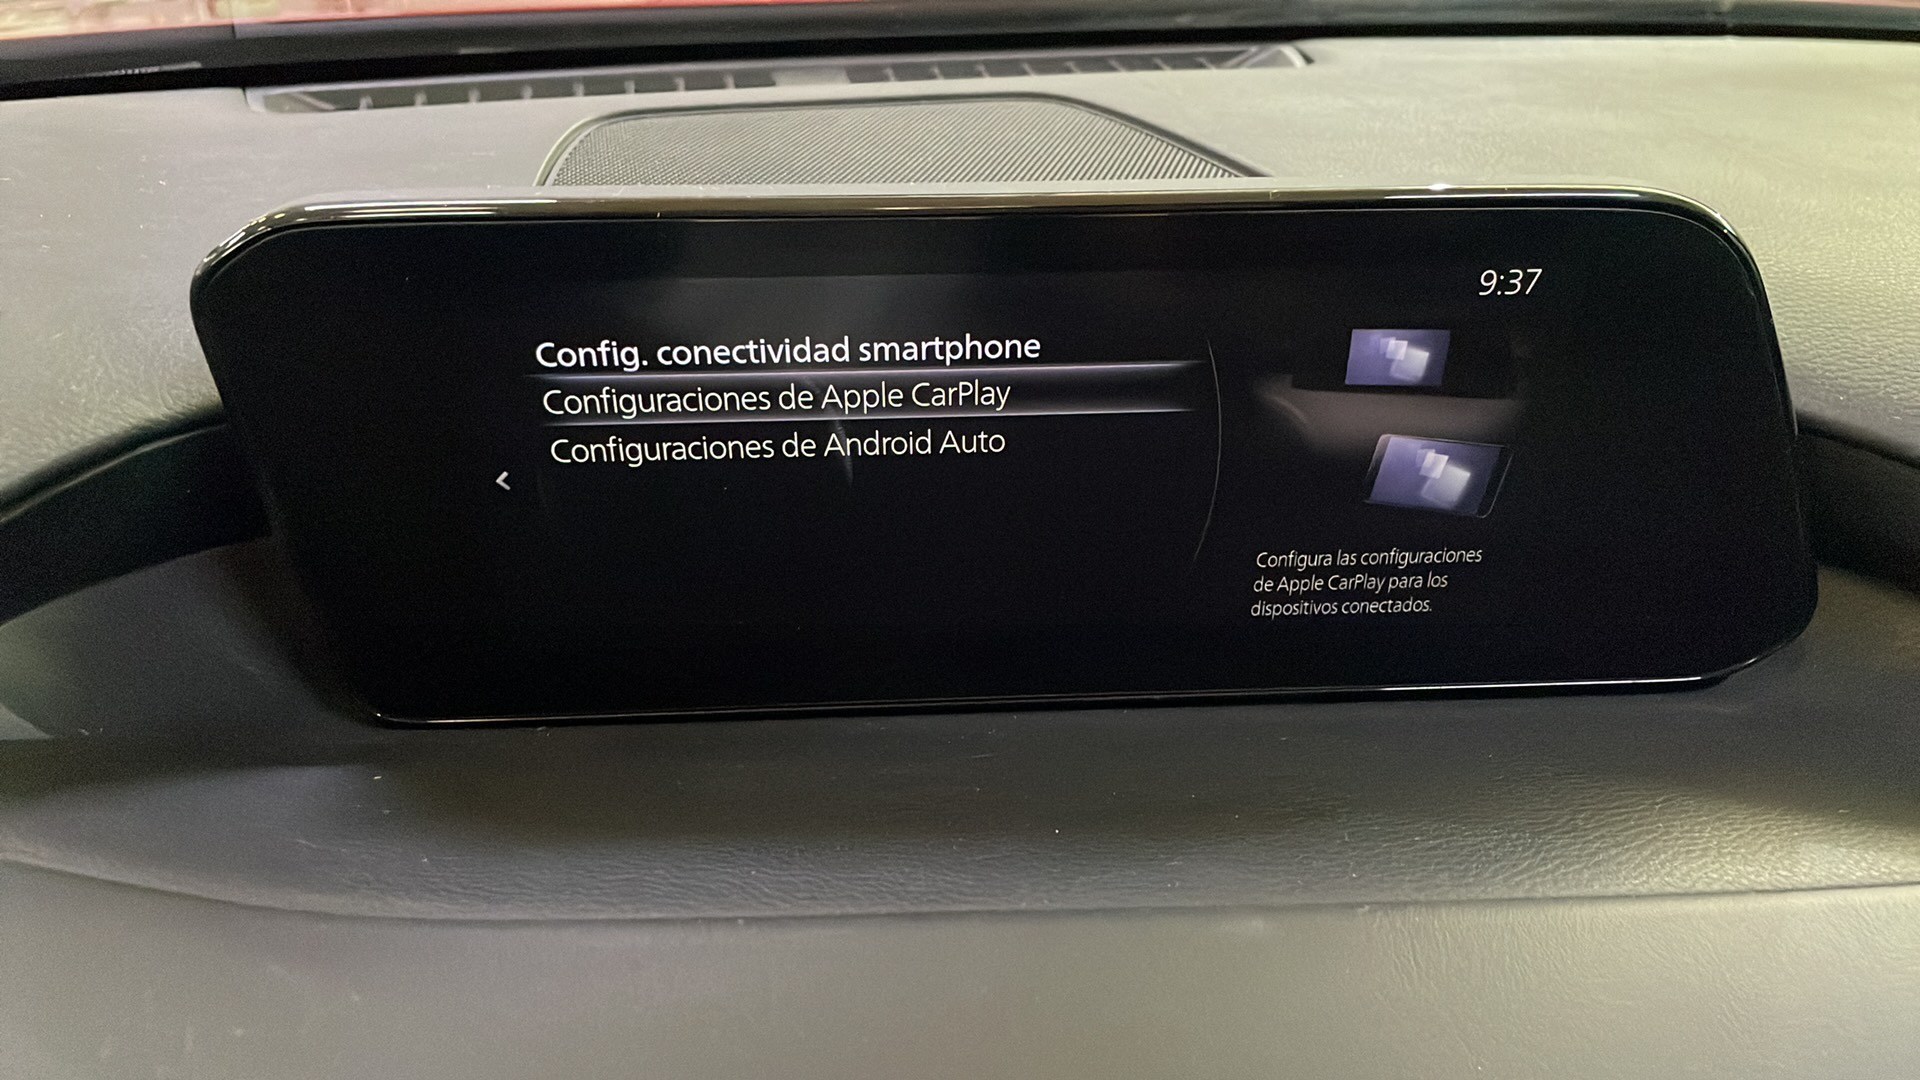 9:37
Config. conectividad smartphone
Configuraciones de Apple CarPlay
Configuraciones de Android Auto
Configura las configuraciones
de Apple CarPlay para los
dispositivos conectados.